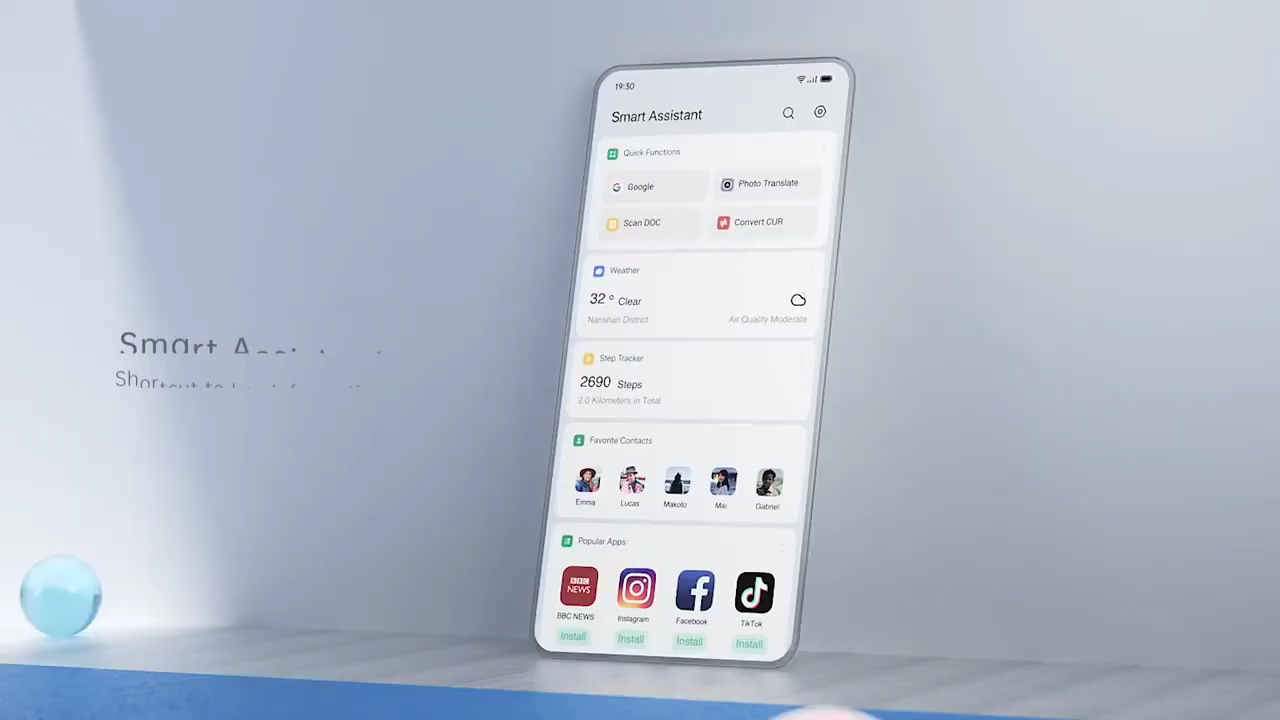 19:30
Smart Assistant
Quick Functions
Google
Photo Translate
Scan DOC
Convert CUR
Weather
32° Clear
Nanshan District
Air Quality Moderate
Step Tracker
2690 Steps
2.0 Kilometers in Total
Favorite Contacts
Emma
Lucas
Makoto
Mai
Gabriel
Popular Apps
BBC
NEWS
BBC NEWS
Instagram
Facebook
TikTok
Install
Install
Install
Install
Smart